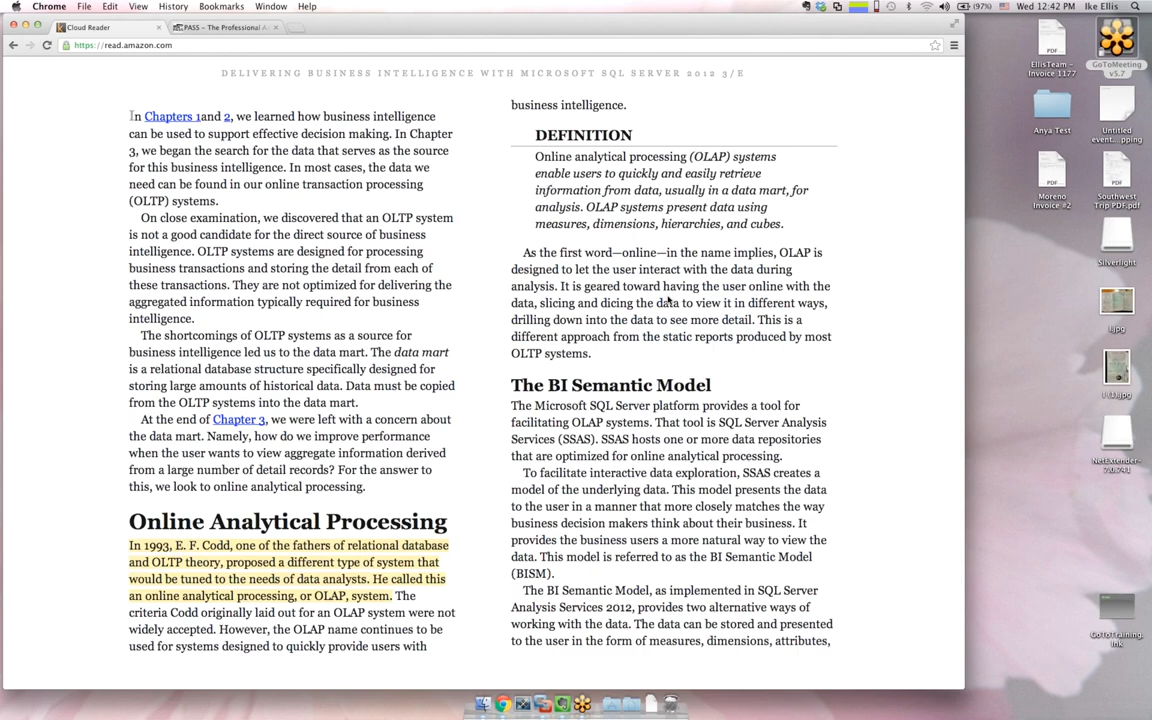 Chrome File Edit View History Bookmarks Window Help
(97%) Wed 12:42 PM Ike Ellis
Cloud Reader
PASS – The Professional A
https://read.amazon.com
DELIVERING BUSINESS INTELLIGENCE WITH MICROSOFT SQL SERVER 2012 3/E
In Chapters 1and 2, we learned how business intelligence
can be used to support effective decision making. In Chapter
3, we began the search for the data that serves as the source
for this business intelligence. In most cases, the data we
need can be found in our online transaction processing
(OLTP) systems.
On close examination, we discovered that an OLTP system
is not a good candidate for the direct source of business
intelligence. OLTP systems are designed for processing
business transactions and storing the detail from each of
these transactions. They are not optimized for delivering the
aggregated information typically required for business
intelligence.
The shortcomings of OLTP systems as a source for
business intelligence led us to the data mart. The data mart
is a relational database structure specifically designed for
storing large amounts of historical data. Data must be copied
from the OLTP systems into the data mart.
At the end of Chapter 3, we were left with a concern about
the data mart. Namely, how do we improve performance
when the user wants to view aggregate information derived
from a large number of detail records? For the answer to
this, we look to online analytical processing.
Online Analytical Processing
In 1993, E. F. Codd, one of the fathers of relational database
and OLTP theory, proposed a different type of system that
would be tuned to the needs of data analysts. He called this
an online analytical processing, or OLAP, system. The
criteria Codd originally laid out for an OLAP system were not
widely accepted. However, the OLAP name continues to be
used for systems designed to quickly provide users with
business intelligence.
DEFINITION
Online analytical processing (OLAP) systems
enable users to quickly and easily retrieve
information from data, usually in a data mart, for
analysis. OLAP systems present data using
measures, dimensions, hierarchies, and cubes.
As the first word—online—in the name implies, OLAP is
designed to let the user interact with the data during
analysis. It is geared toward having the user online with the
data, slicing and dicing the data to view it in different ways,
drilling down into the data to see more detail. This is a
different approach from the static reports produced by most
OLTP systems.
The BI Semantic Model
The Microsoft SQL Server platform provides a tool for
facilitating OLAP systems. That tool is SQL Server Analysis
Services (SSAS). SSAS hosts one or more data repositories
that are optimized for online analytical processing.
To facilitate interactive data exploration, SSAS creates a
model of the underlying data. This model presents the data
to the user in a manner that more closely matches the way
business decision makers think about their business. It
provides the business users a more natural way to view the
data. This model is referred to as the BI Semantic Model
(BISM).
The BI Semantic Model, as implemented in SQL Server
Analysis Services 2012, provides two alternative ways of
working with the data. The data can be stored and presented
to the user in the form of measures, dimensions, attributes,
PDF
EllisTeam –
Invoice 1177
GoToMeeting
v5.7
Anya Test
Untitled
event...pping
PDF
Moreno
Invoice #2
PDF
Southwest
Trip PDF.pdf
Silverlight
NetExtender-
7.0.741
GoToTraining.